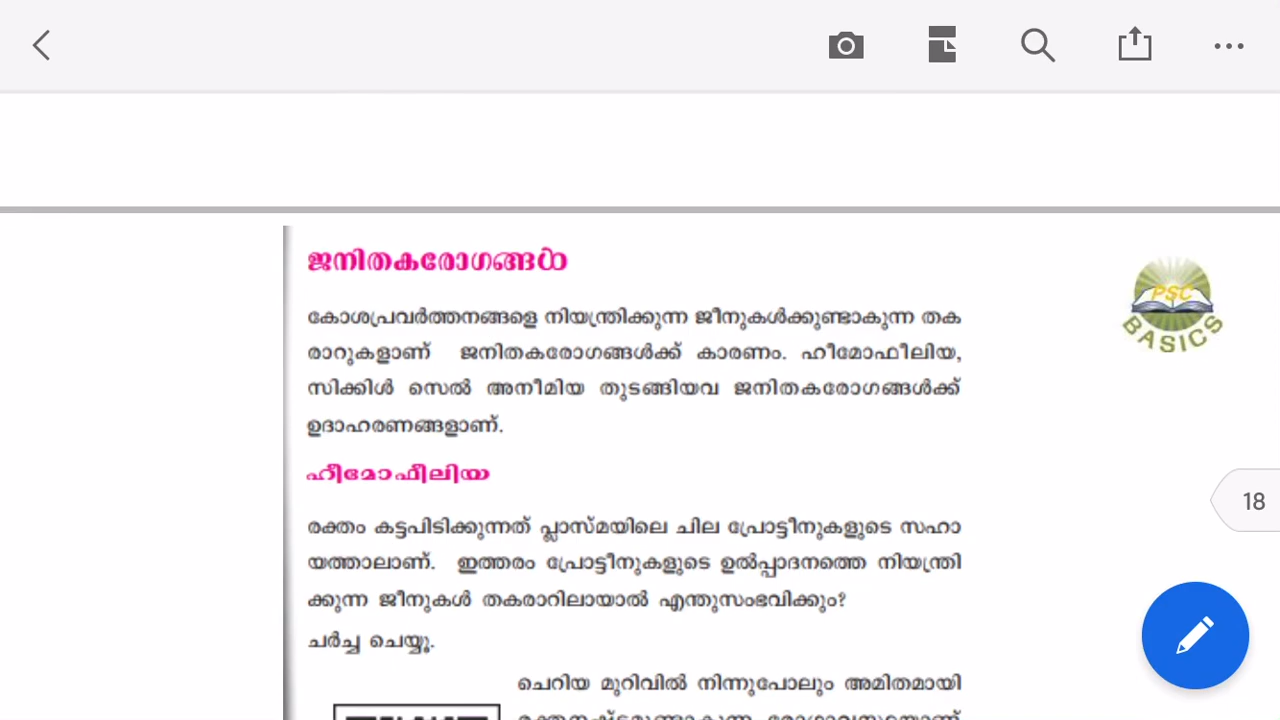 ജനിതകരോഗങ്ങൾ
കോശപ്രവർത്തനങ്ങളെ നിയന്ത്രിക്കുന്ന ജീനുകൾക്കുണ്ടാകുന്ന തക
രാറുകളാണ് ജനിതകരോഗങ്ങൾക്ക് കാരണം. ഹീമോഫീലിയ,
സിക്കിൾ സെൽ അനീമിയ തുടങ്ങിയവ ജനിതകരോഗങ്ങൾക്ക്
ഉദാഹരണങ്ങളാണ്.
PSC
BASICS
ഹീമോഫീലിയ
18
രക്തം കട്ടപിടിക്കുന്നത് പ്ലാസ്മയിലെ ചില പ്രോട്ടീനുകളുടെ സഹാ
യത്താലാണ്. ഇത്തരം പ്രോട്ടീനുകളുടെ ഉൽപ്പാദനത്തെ നിയന്ത്രി
ക്കുന്ന ജീനുകൾ തകരാറിലായാൽ എന്തുസംഭവിക്കും?
ചർച്ച ചെയ്യൂ.
ചെറിയ മുറിവിൽ നിന്നുപോലും അമിതമായി